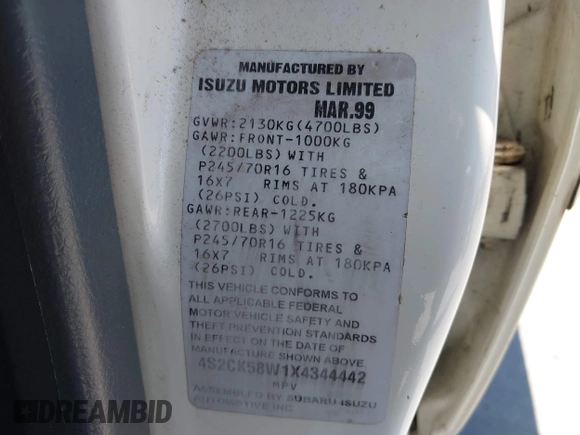 MANUFACTURED BY
ISUZU MOTORS LIMITED
MAR.99
GVWR:2130KG(4700LBS)
GAWR:FRONT-1000KG
(2200LBS) WITH
P245/70R16 TIRES &
16X7 RIMS AT 180KPA
(26PSI) COLD.
GAWR:REAR-1225KG
(2700LBS) WITH
P245/70R16 TIRES &
16X7 RIMS AT 180KPA
(26PSI) COLD.
THIS VEHICLE CONFORMS TO
ALL APPLICABLE FEDERAL
MOTOR VEHICLE SAFETY AND
THEFT PREVENTION STANDARDS
IN EFFECT ON THE DATE OF
MANUFACTURE SHOWN ABOVE.
4S2CK58W1X4344442
MPV
ASSEMBLED BY SUBARU-ISUZU
AUTOMOTIVE INC.
DREAMBID